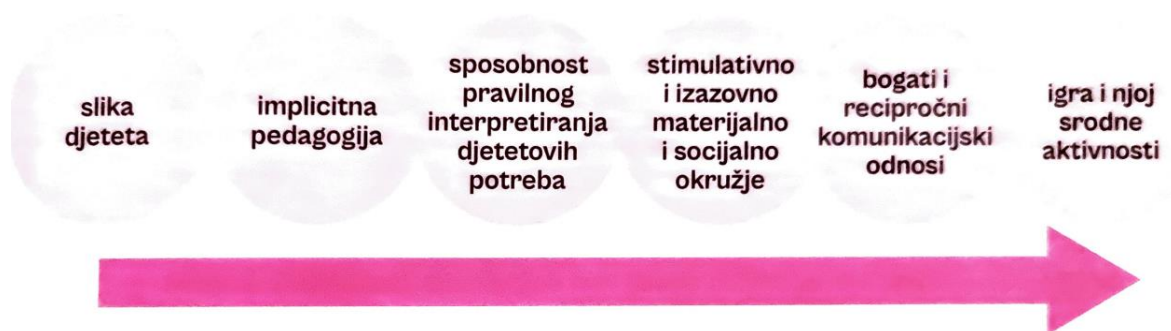 slika
djeteta
implicitna
pedagogija
sposobnost
pravilnog
interpretiranja
djetetovih
potreba
stimulativno
i izazovno
materijalno
i socijalno
okružje
bogati i
recipročni
komunikacijski
odnosi
igra i njoj
srodne
aktivnosti